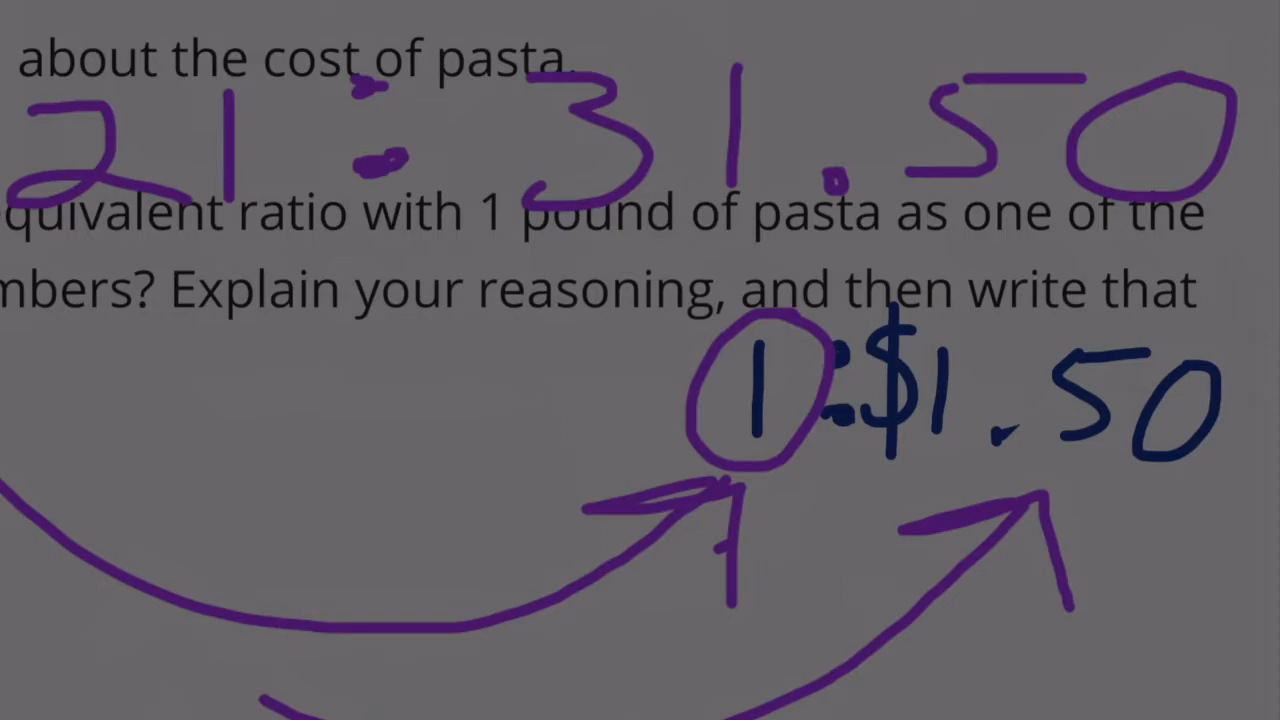 about the cost of pasta.
21 : 31.50
equivalent ratio with 1 pound of pasta as one of the
mbers? Explain your reasoning, and then write that
1 : $1.50